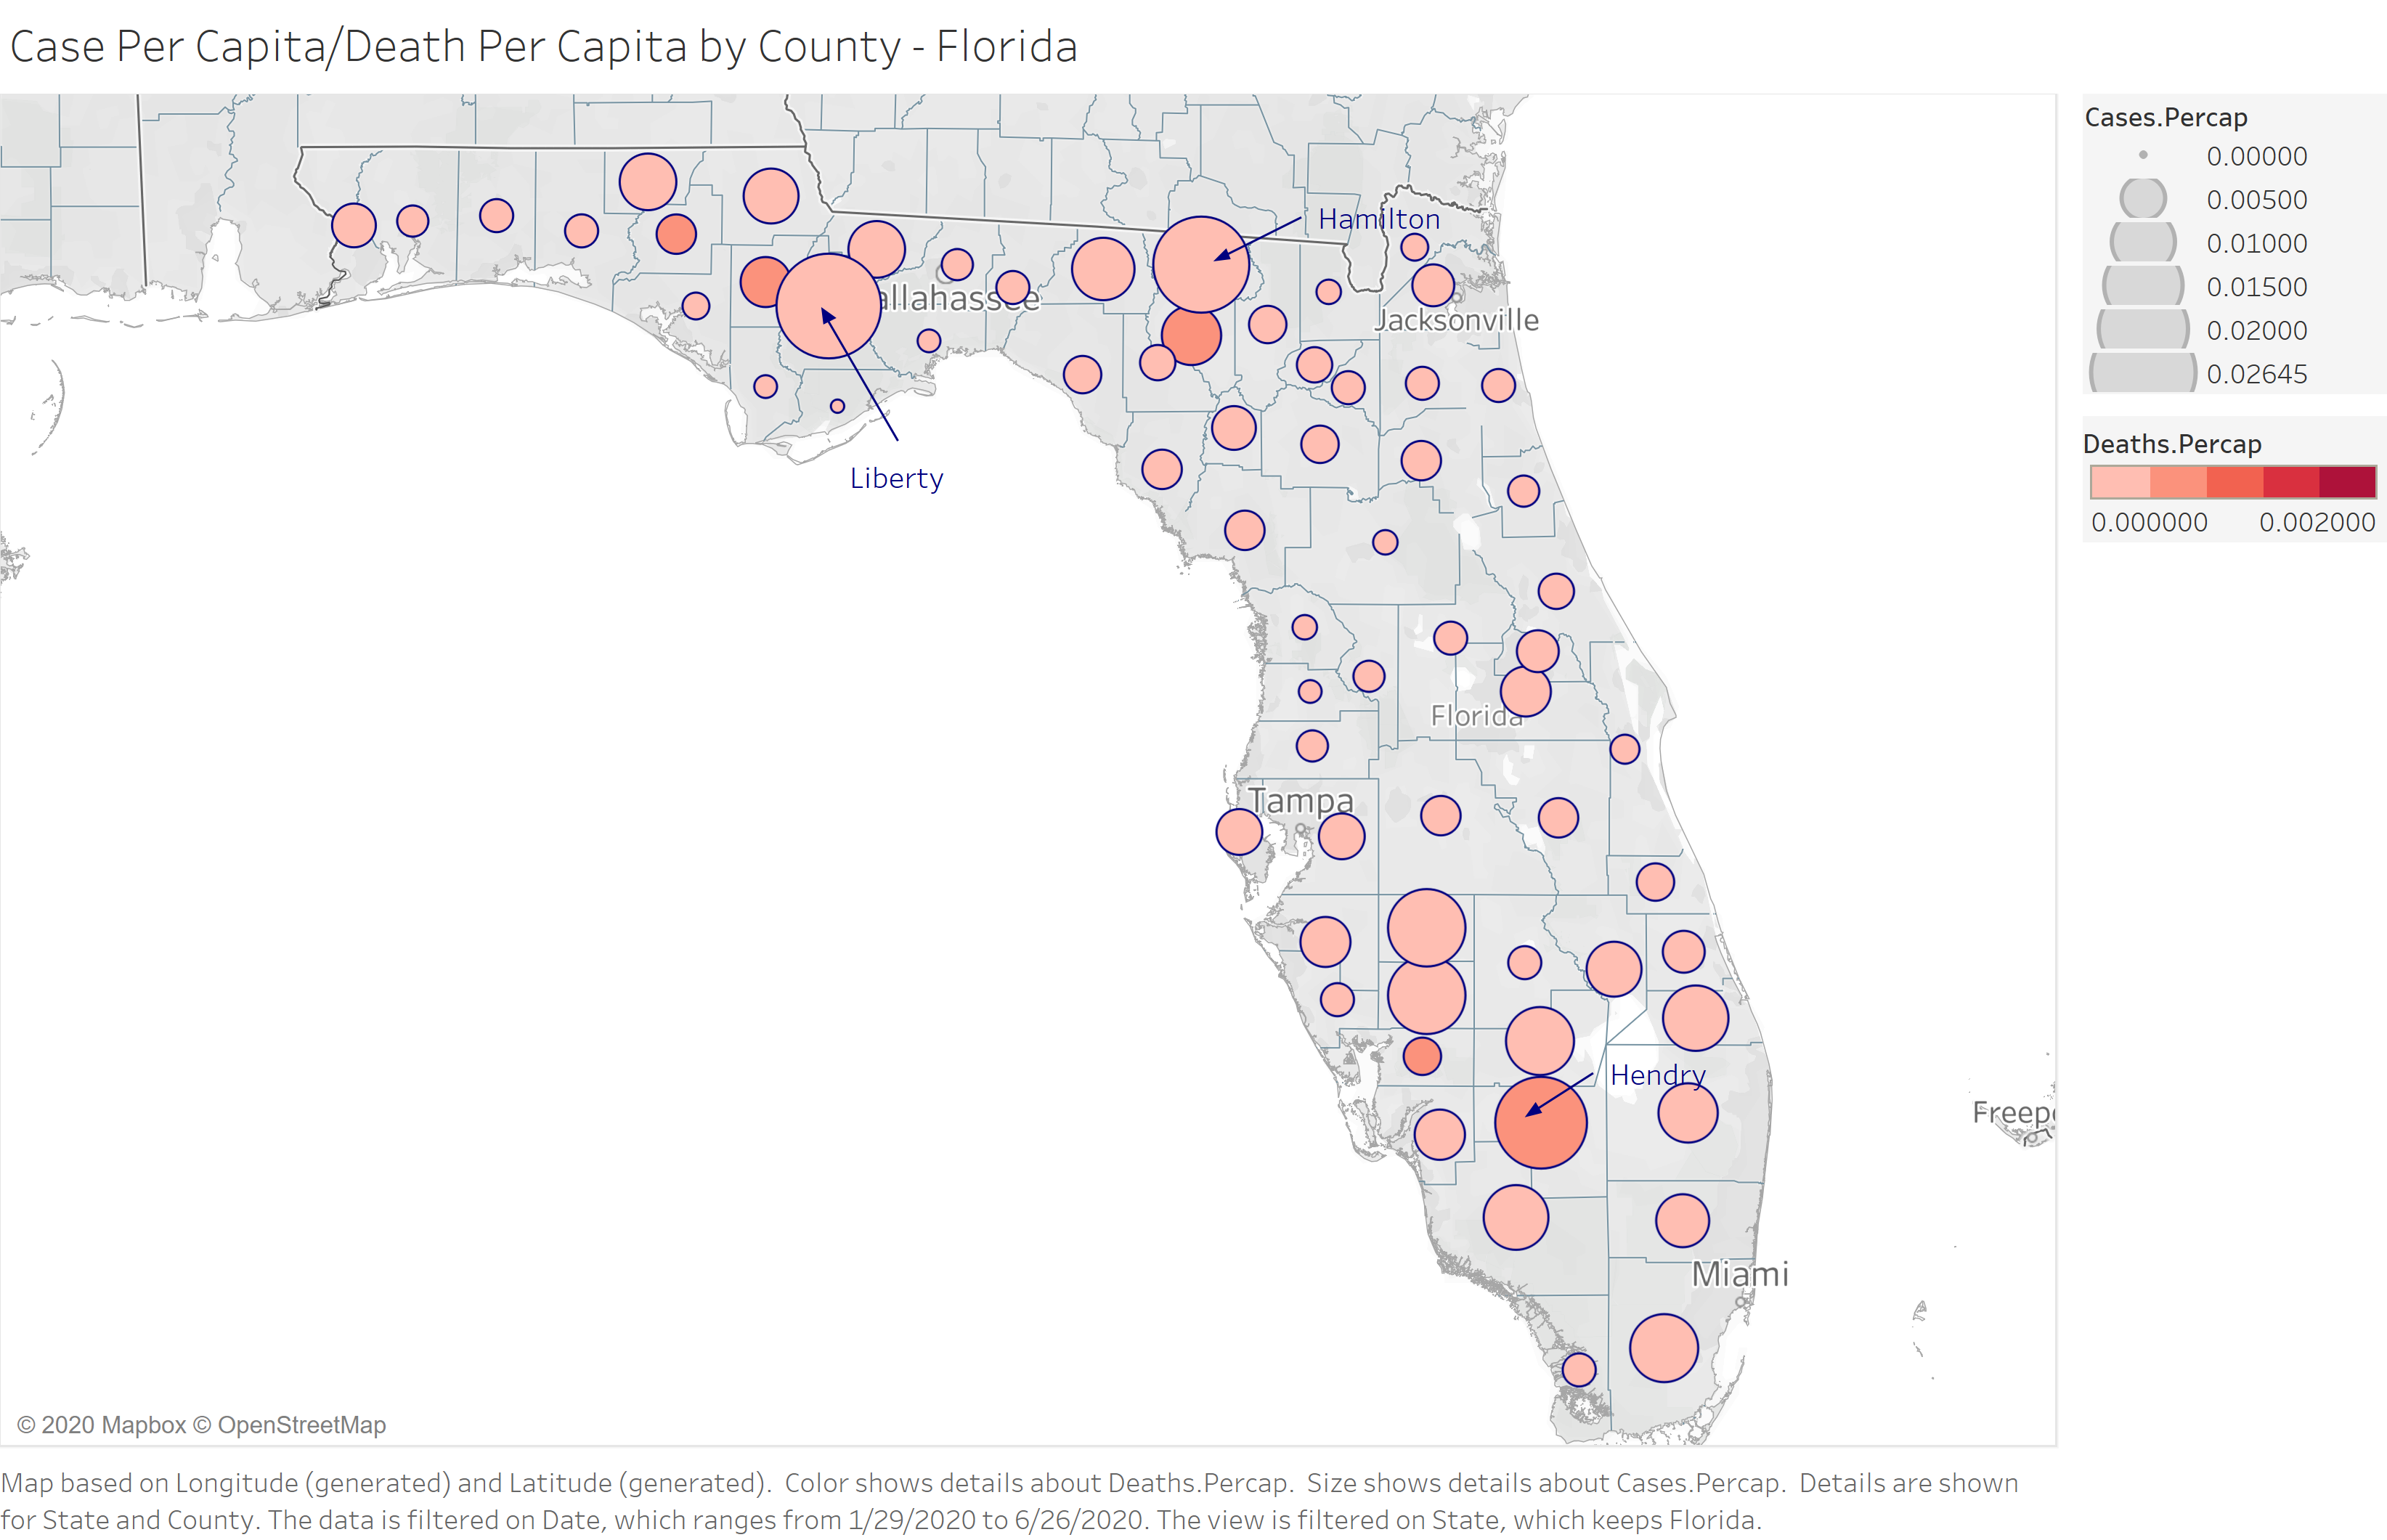 Case Per Capita/Death Per Capita by County - Florida
Cases.Percap
0.00000
0.00500
0.01000
0.01500
0.02000
0.02645
Deaths.Percap
0.000000 0.002000
Hamilton
allahassee
Jacksonville
Liberty
Florida
Tampa
Hendry
Freep
Miami
© 2020 Mapbox © OpenStreetMap
Map based on Longitude (generated) and Latitude (generated). Color shows details about Deaths.Percap. Size shows details about Cases.Percap. Details are shown
for State and County. The data is filtered on Date, which ranges from 1/29/2020 to 6/26/2020. The view is filtered on State, which keeps Florida.